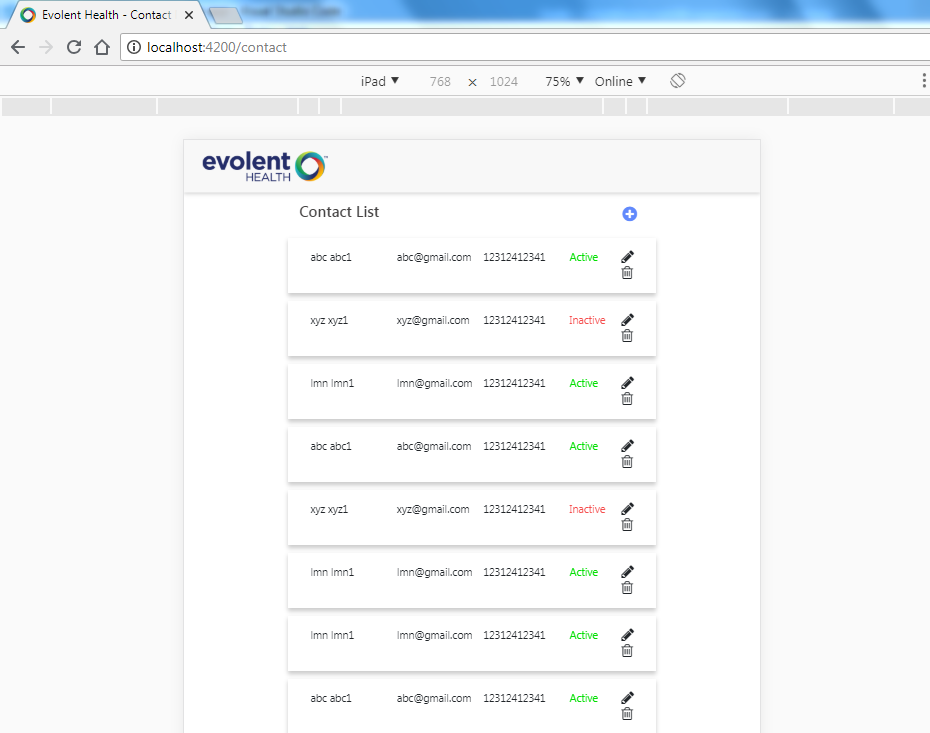 Evolent Health - Contact
localhost:4200/contact
iPad 768 × 1024 75% Online
evolent
HEALTH
Contact List
abc abc1 abc@gmail.com 12312412341 Active
xyz xyz1 xyz@gmail.com 12312412341 Inactive
lmn lmn1 lmn@gmail.com 12312412341 Active
abc abc1 abc@gmail.com 12312412341 Active
xyz xyz1 xyz@gmail.com 12312412341 Inactive
lmn lmn1 lmn@gmail.com 12312412341 Active
lmn lmn1 lmn@gmail.com 12312412341 Active
abc abc1 abc@gmail.com 12312412341 Active